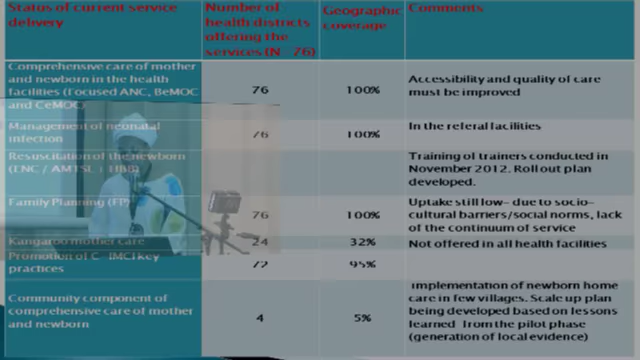 Status of current service
delivery
Number of
health districts
offering the
services (N 76)
Geographic
coverage
Comments
Comprehensive care of mother
and newborn in the health
facilities (Focused ANC, BeMOC
and CeMOC)
76
100%
Accessibility and quality of care
must be improved
Management of neonatal
infection
76
100%
In the referal facilities
Resuscitation of the newborn
(ENC / AMTSL / HBB)
Training of trainers conducted in
November 2012. Roll out plan
developed.
Family Planning (FP)
76
100%
Uptake still low- due to socio-
cultural barriers/social norms, lack
of the continuum of service
Kangaroo mother care
24
32%
Not offered in all health facilities
Promotion of C-IMCI key
practices
72
95%
Community component of
comprehensive care of mother
and newborn
4
5%
Implementation of newborn home
care in few villages. Scale up plan
being developed based on lessons
learned from the pilot phase
(generation of local evidence)